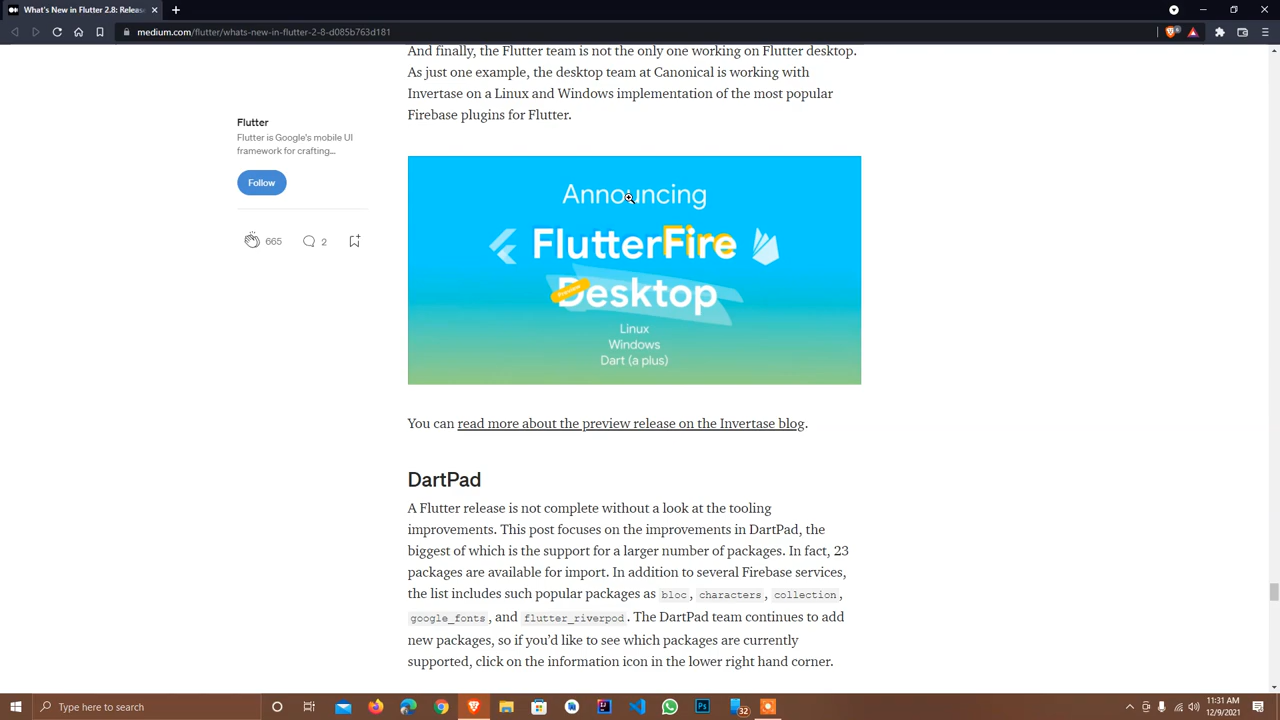 What's New in Flutter 2.8: Releas
medium.com/flutter/whats-new-in-flutter-2-8-d085b763d181
6
And finally, the Flutter team is not the only one working on Flutter desktop.
As just one example, the desktop team at Canonical is working with
Invertase on a Linux and Windows implementation of the most popular
Firebase plugins for Flutter.
Flutter
Flutter is Google's mobile UI
framework for crafting…
Follow
665
2
Announcing
FlutterFire
Desktop
Linux
Windows
Dart (a plus)
You can read more about the preview release on the Invertase blog.
DartPad
A Flutter release is not complete without a look at the tooling
improvements. This post focuses on the improvements in DartPad, the
biggest of which is the support for a larger number of packages. In fact, 23
packages are available for import. In addition to several Firebase services,
the list includes such popular packages as bloc, characters, collection,
google_fonts, and flutter_riverpod. The DartPad team continues to add
new packages, so if you'd like to see which packages are currently
supported, click on the information icon in the lower right hand corner.
Type here to search
32
11:31 AM
12/9/2021